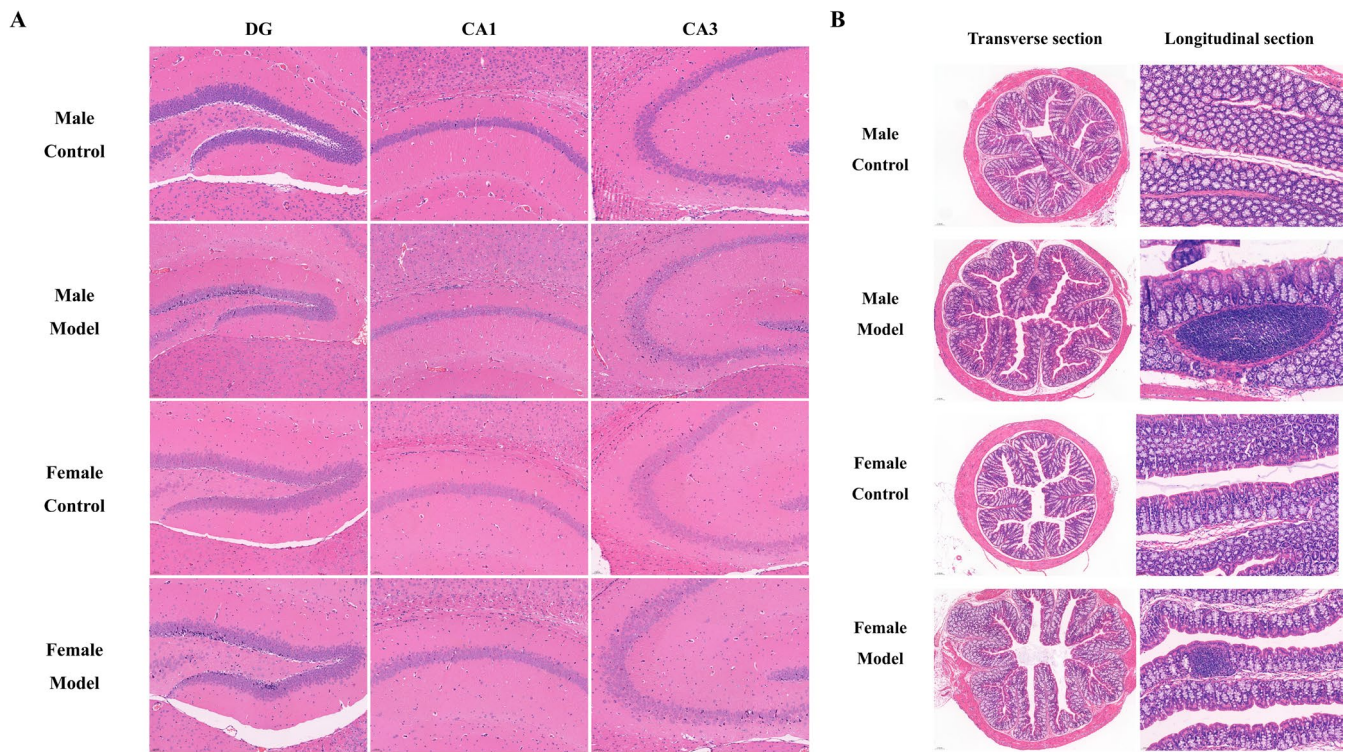 A
B
DG
CA1
CA3
Transverse section
Longitudinal section
Male
Control
Male
Model
Female
Control
Female
Model
Male
Control
Male
Model
Female
Control
Female
Model